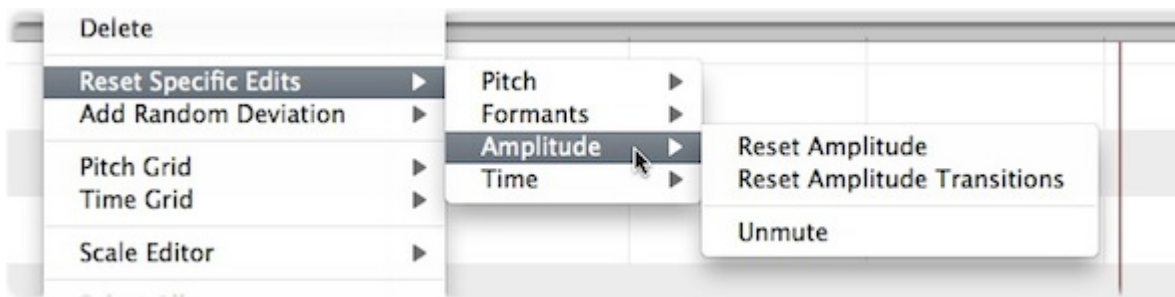 Delete
Reset Specific Edits
Add Random Deviation
Pitch Grid
Time Grid
Scale Editor
Pitch
Formants
Amplitude
Time
Reset Amplitude
Reset Amplitude Transitions
Unmute